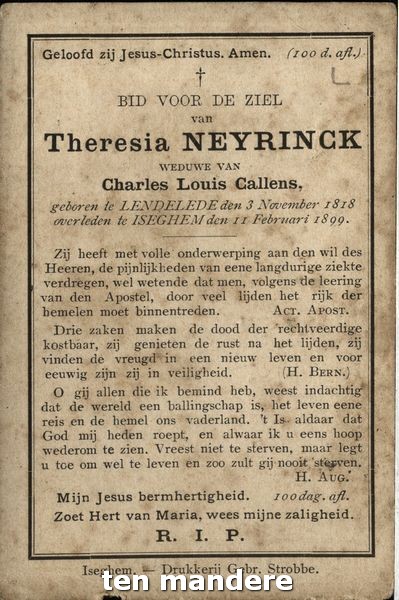 Geloofd zij Jesus-Christus. Amen. (100 d. afl.)
L
†
BID VOOR DE ZIEL
van
Theresia NEYRINCK
WEDUWE VAN
Charles Louis Callens,
geboren te LENDELEDE den 3 November 1818
overleden te ISEGHEM den 11 Februari 1899.
Zij heeft met volle onderwerping aan den wil des
Heeren, de pijnlijkheden van eene langdurige ziekte
verdregen, wel wetende dat men, volgens de leering
van den Apostel, door veel lijden het rijk der
hemelen moet binnentreden. ACT. APOST.
Drie zaken maken de dood der rechtveerdige
kostbaar, zij genieten de rust na het lijden, zij
vinden de vreugd in een nieuw leven en voor
eeuwig zijn zij in veiligheid. (H. BERN.)
O gij allen die ik bemind heb, weest indachtig
dat de wereld een ballingschap is, het leven eene
reis en de hemel ons vaderland. 't Is aldaar dat
God mij heden roept, en alwaar ik u eens hoop
wederom te zien. Vreest niet te sterven, maar legt
u toe om wel te leven en zoo zult gij nooit sterven.
H. AUG.
Mijn Jesus bermhertigheid. 100 dag. afl.
Zoet Hert van Maria, wees mijne zaligheid.
R. I. P.
Iseghem. — Drukkerij Gebr. Strobbe.
ten mandere